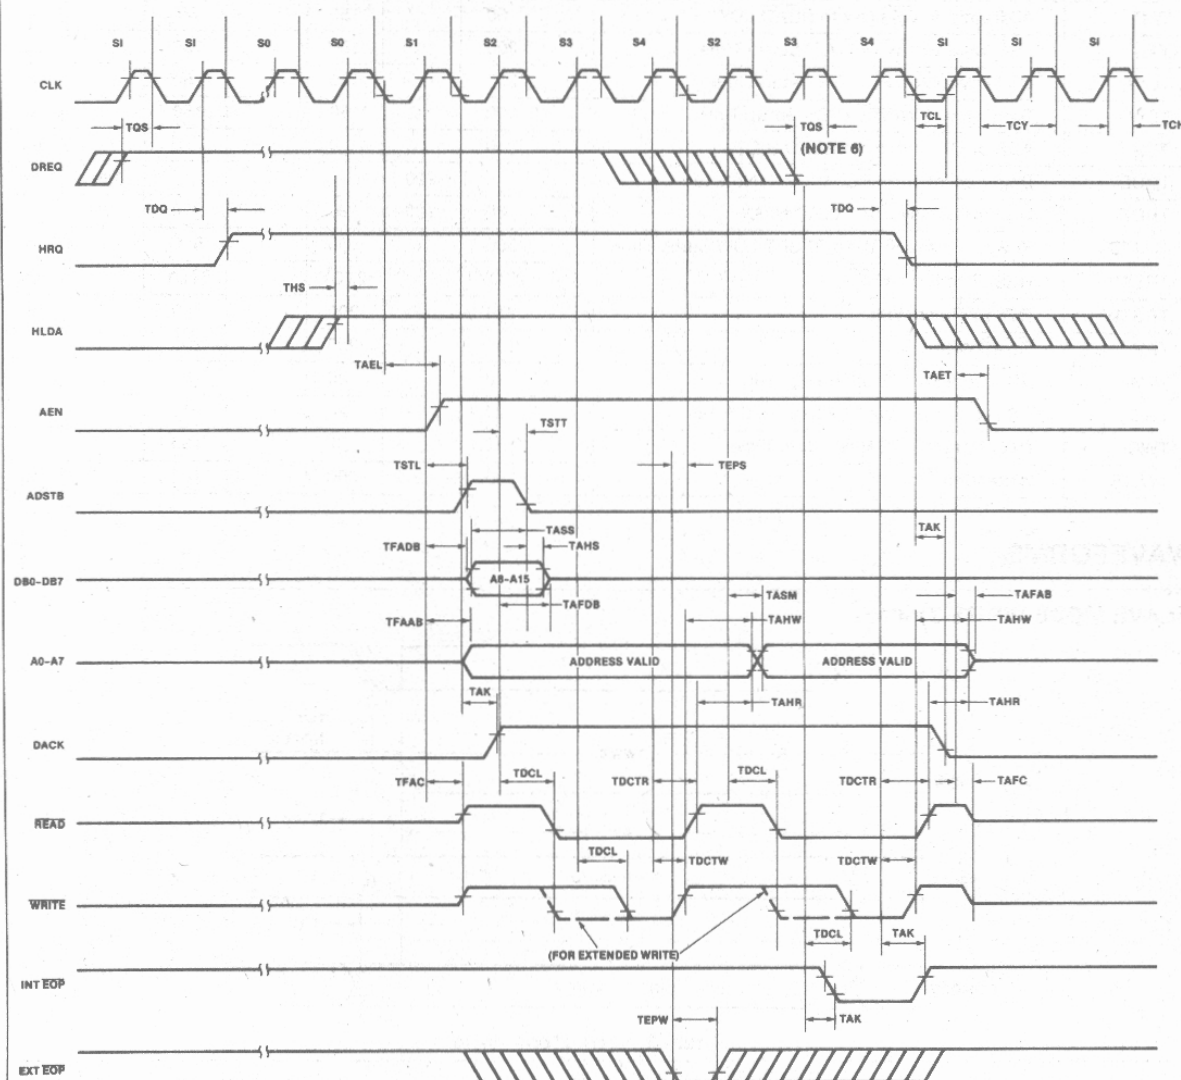 SI SI S0 S0 S1 S2 S3 S4 S2 S3 S4 SI SI SI
CLK
TQS TQS TCL TCY TCH
(NOTE 6)
DREQ
TDQ TDQ
HRQ
THS
HLDA
TAEL TAET
AEN
TSTT
TSTL TEPS
ADSTB
TASS TAK
TFADB TAHS
DB0-DB7 A8-A15
TAFDB TASM TAFAB
TFAAB TAHW TAHW
A0-A7 ADDRESS VALID ADDRESS VALID
TAK TAHR TAHR
DACK
TFAC TDCL TDCTR TDCL TDCTR TAFC
READ
TDCL TDCTW TDCTW
WRITE
TDCL TAK
(FOR EXTENDED WRITE)
INT EOP
TEPW TAK
EXT EOP